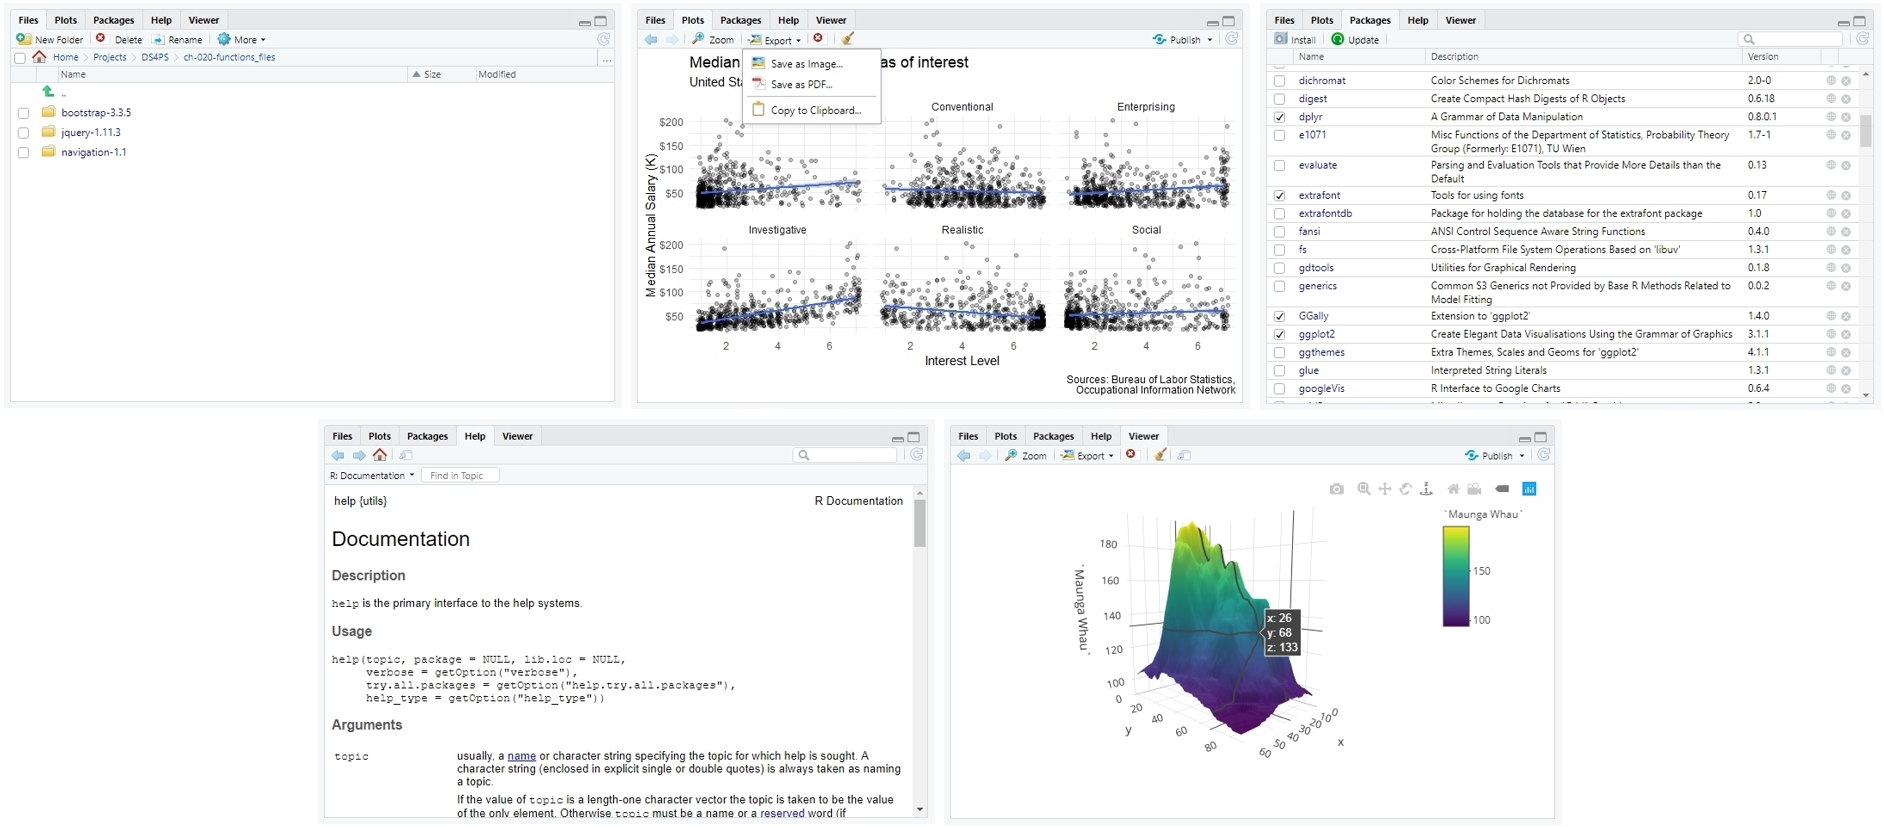 Files Plots Packages Help Viewer
New Folder Delete Rename More
Home Projects DS4PS ch-020-functions_files ...
Name Size Modified
..
bootstrap-3.3.5
jquery-1.11.3
navigation-1.1
Files Plots Packages Help Viewer
Zoom Export Publish
Save as Image...
Save as PDF...
Copy to Clipboard...
Median as of interest
United Sta
Conventional Enterprising
$200
$150
$100
$50
Median Annual Salary (K)
Investigative Realistic Social
$200
$150
$100
$50
2 4 6 2 4 6 2 4 6
Interest Level
Sources: Bureau of Labor Statistics,
Occupational Information Network
Files Plots Packages Help Viewer
Install Update
Name Description Version
dichromat Color Schemes for Dichromats 2.0-0
digest Create Compact Hash Digests of R Objects 0.6.18
dplyr A Grammar of Data Manipulation 0.8.0.1
e1071 Misc Functions of the Department of Statistics, Probability Theory 1.7-1
Group (Formerly: E1071), TU Wien
evaluate Parsing and Evaluation Tools that Provide More Details than the 0.13
Default
extrafont Tools for using fonts 0.17
extrafontdb Package for holding the database for the extrafont package 1.0
fansi ANSI Control Sequence Aware String Functions 0.4.0
fs Cross-Platform File System Operations Based on 'libuv' 1.3.1
gdtools Utilities for Graphical Rendering 0.1.8
generics Common S3 Generics not Provided by Base R Methods Related to 0.0.2
Model Fitting
GGally Extension to 'ggplot2' 1.4.0
ggplot2 Create Elegant Data Visualisations Using the Grammar of Graphics 3.1.1
ggthemes Extra Themes, Scales and Geoms for 'ggplot2' 4.1.1
glue Interpreted String Literals 1.3.1
googleVis R Interface to Google Charts 0.6.4
Files Plots Packages Help Viewer
R: Documentation Find in Topic
help {utils} R Documentation
Documentation
Description
help is the primary interface to the help systems.
Usage
help(topic, package = NULL, lib.loc = NULL,
verbose = getOption("verbose"),
try.all.packages = getOption("help.try.all.packages"),
help_type = getOption("help_type"))
Arguments
topic usually, a name or character string specifying the topic for which help is sought. A
character string (enclosed in explicit single or double quotes) is always taken as naming
a topic.
If the value of topic is a length-one character vector the topic is taken to be the value
of the only element. Otherwise topic must be a name or a reserved word (if
Files Plots Packages Help Viewer
Zoom Export Publish
`Maunga Whau`
150
100
180
160
140
120
100
`Maunga Whau`
x: 26
y: 68
z: 133
0
20
40
60
80
y
60
50
40
30
20
10
0
x